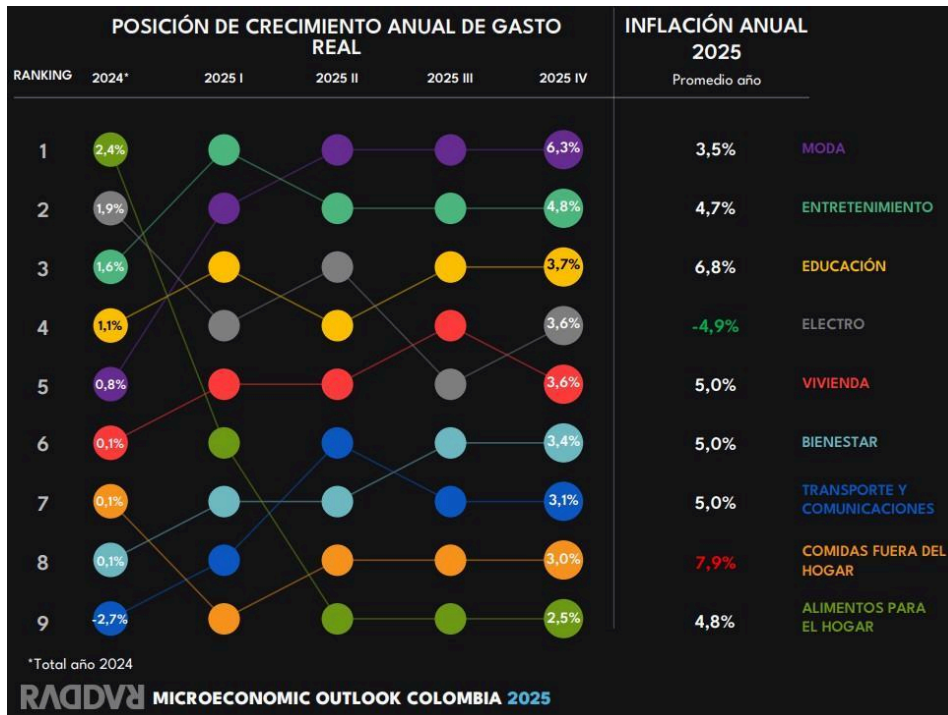 POSICIÓN DE CRECIMIENTO ANUAL DE GASTO
REAL
INFLACIÓN ANUAL
2025
Promedio año
RANKING 2024* 2025 I 2025 II 2025 III 2025 IV
1 2,4% 6,3% 3,5% MODA
2 1,9% 4,8% 4,7% ENTRETENIMIENTO
3 1,6% 3,7% 6,8% EDUCACIÓN
4 1,1% 3,6% -4,9% ELECTRO
5 0,8% 3,6% 5,0% VIVIENDA
6 0,1% 3,4% 5,0% BIENESTAR
7 0,1% 3,1% 5,0% TRANSPORTE Y
COMUNICACIONES
8 0,1% 3,0% 7,9% COMIDAS FUERA DEL
HOGAR
9 -2,7% 2,5% 4,8% ALIMENTOS PARA
EL HOGAR
*Total año 2024
RADDAR MICROECONOMIC OUTLOOK COLOMBIA 2025